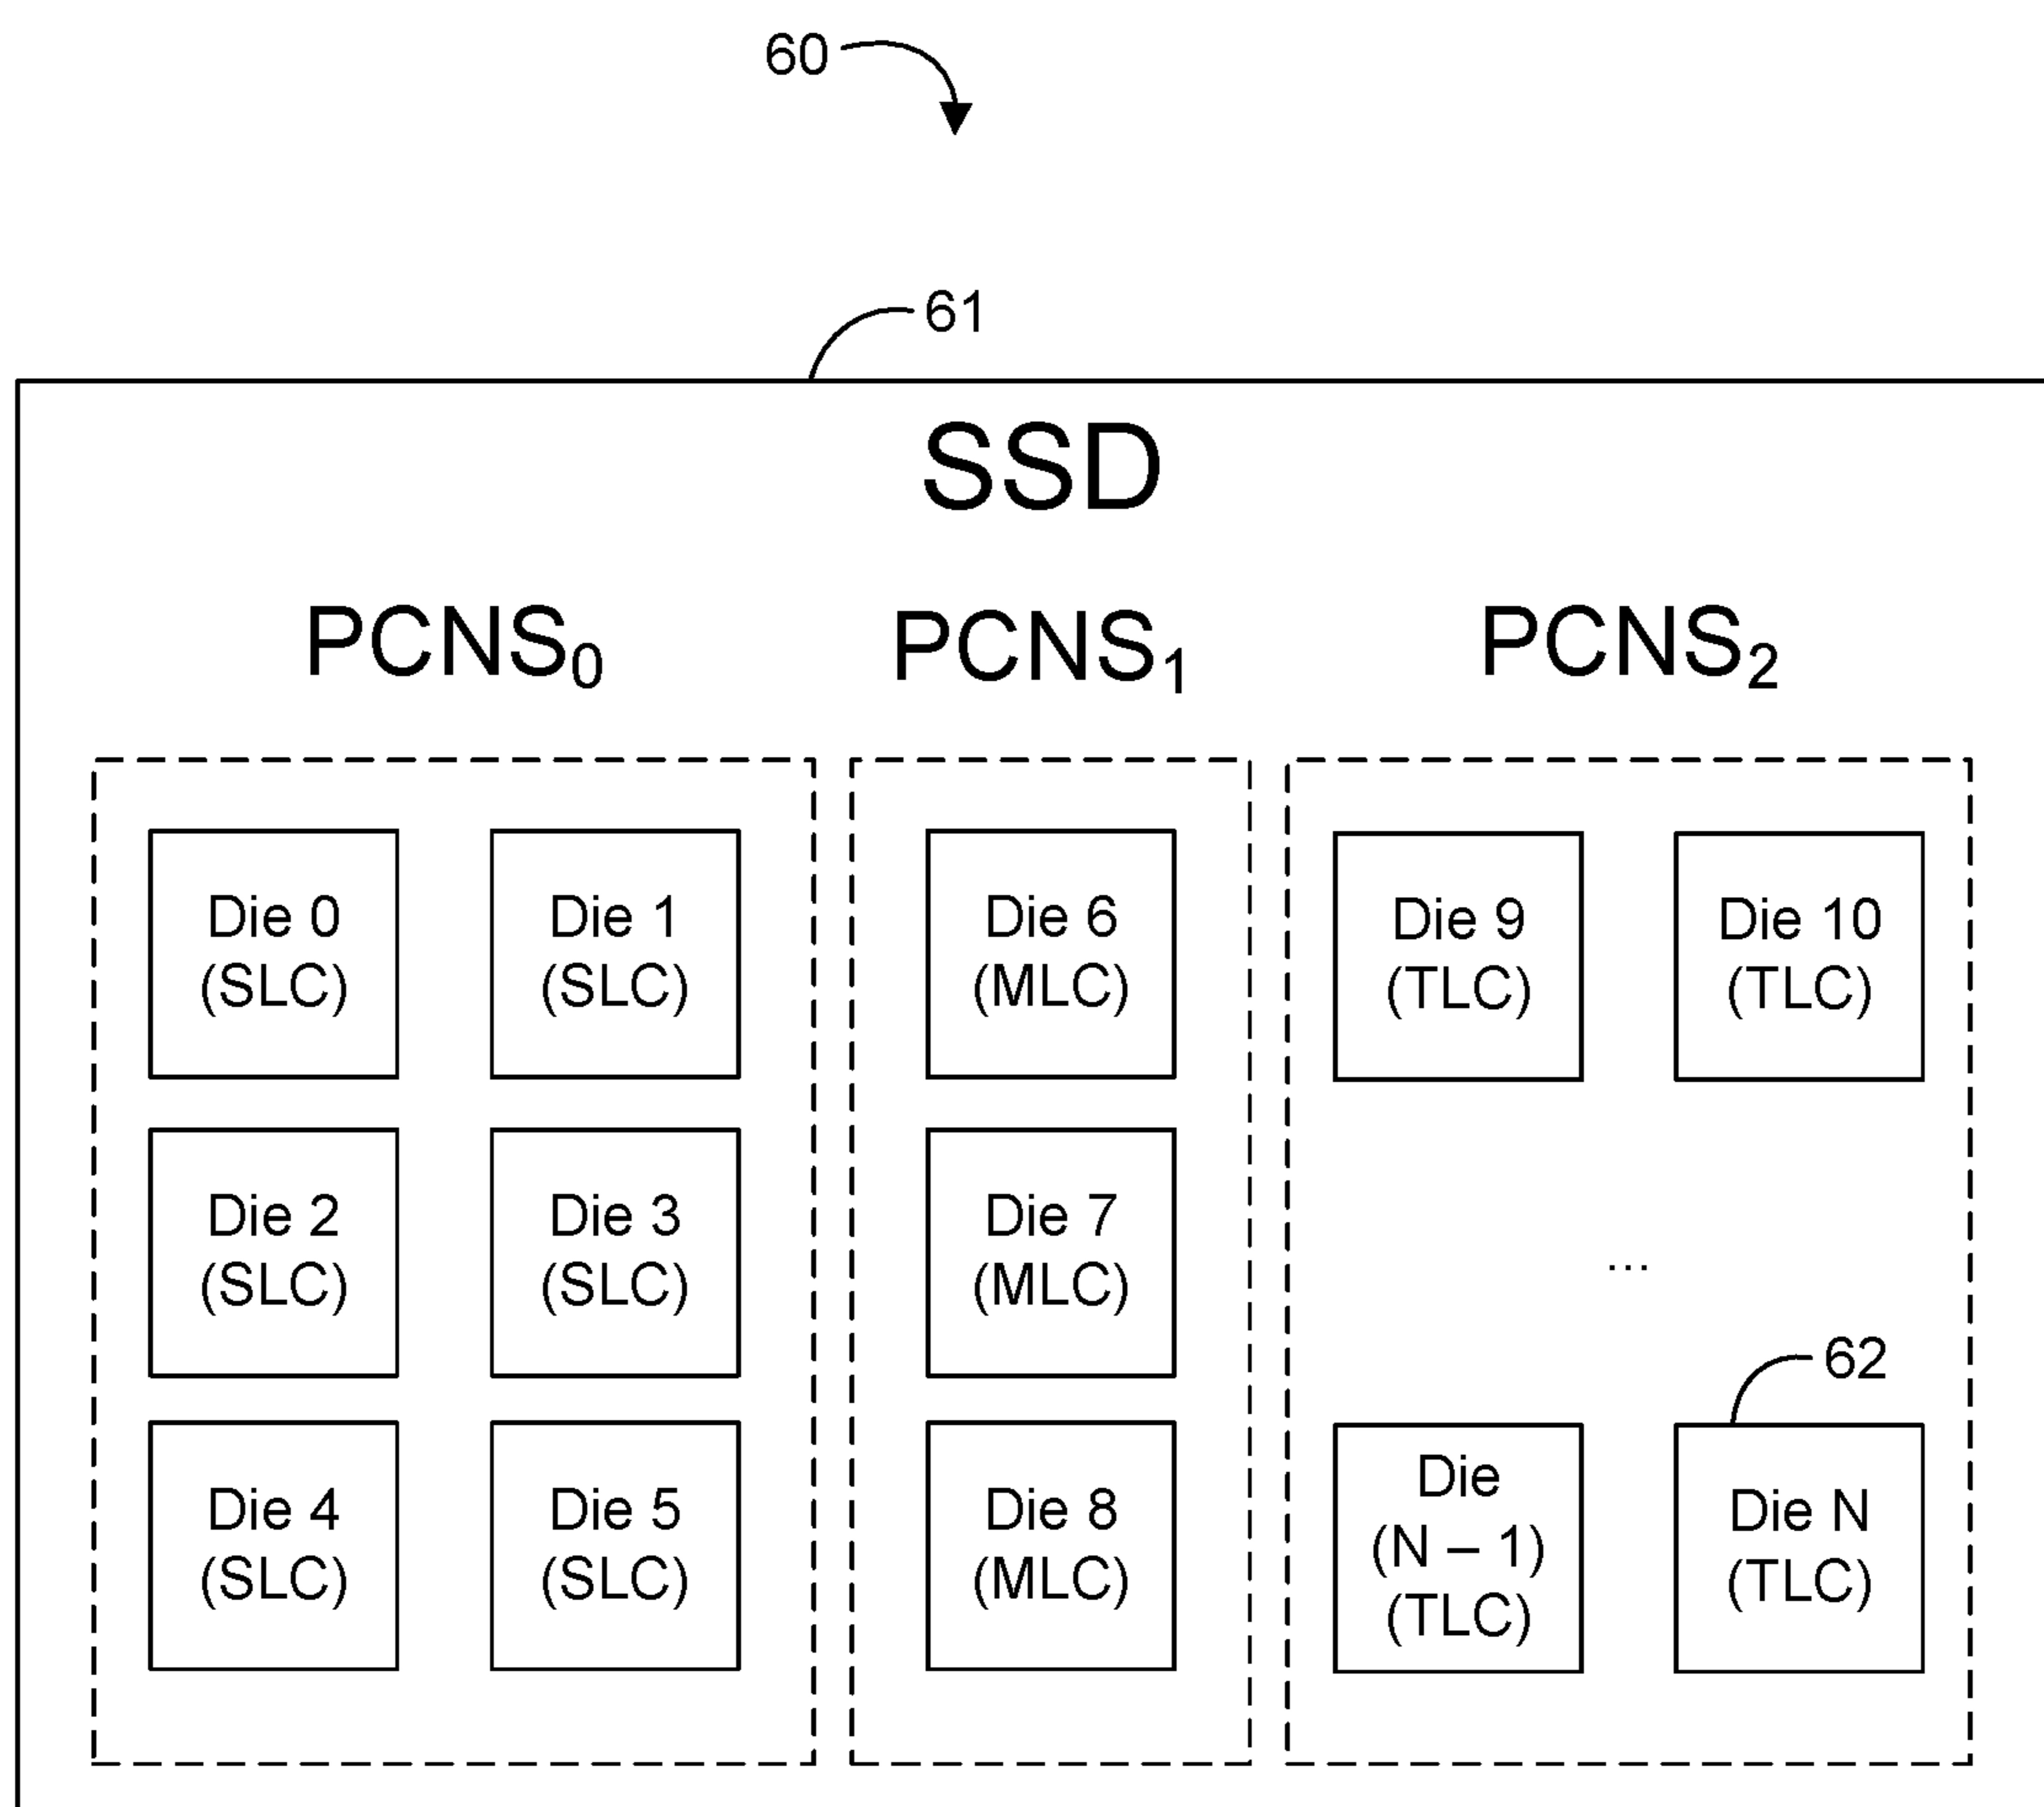 60
61
SSD
PCNS₀ PCNS₁ PCNS₂
Die 0
(SLC)
Die 1
(SLC)
Die 6
(MLC)
Die 9
(TLC)
Die 10
(TLC)
Die 2
(SLC)
Die 3
(SLC)
Die 7
(MLC)
...
62
Die 4
(SLC)
Die 5
(SLC)
Die 8
(MLC)
Die
(N – 1)
(TLC)
Die N
(TLC)